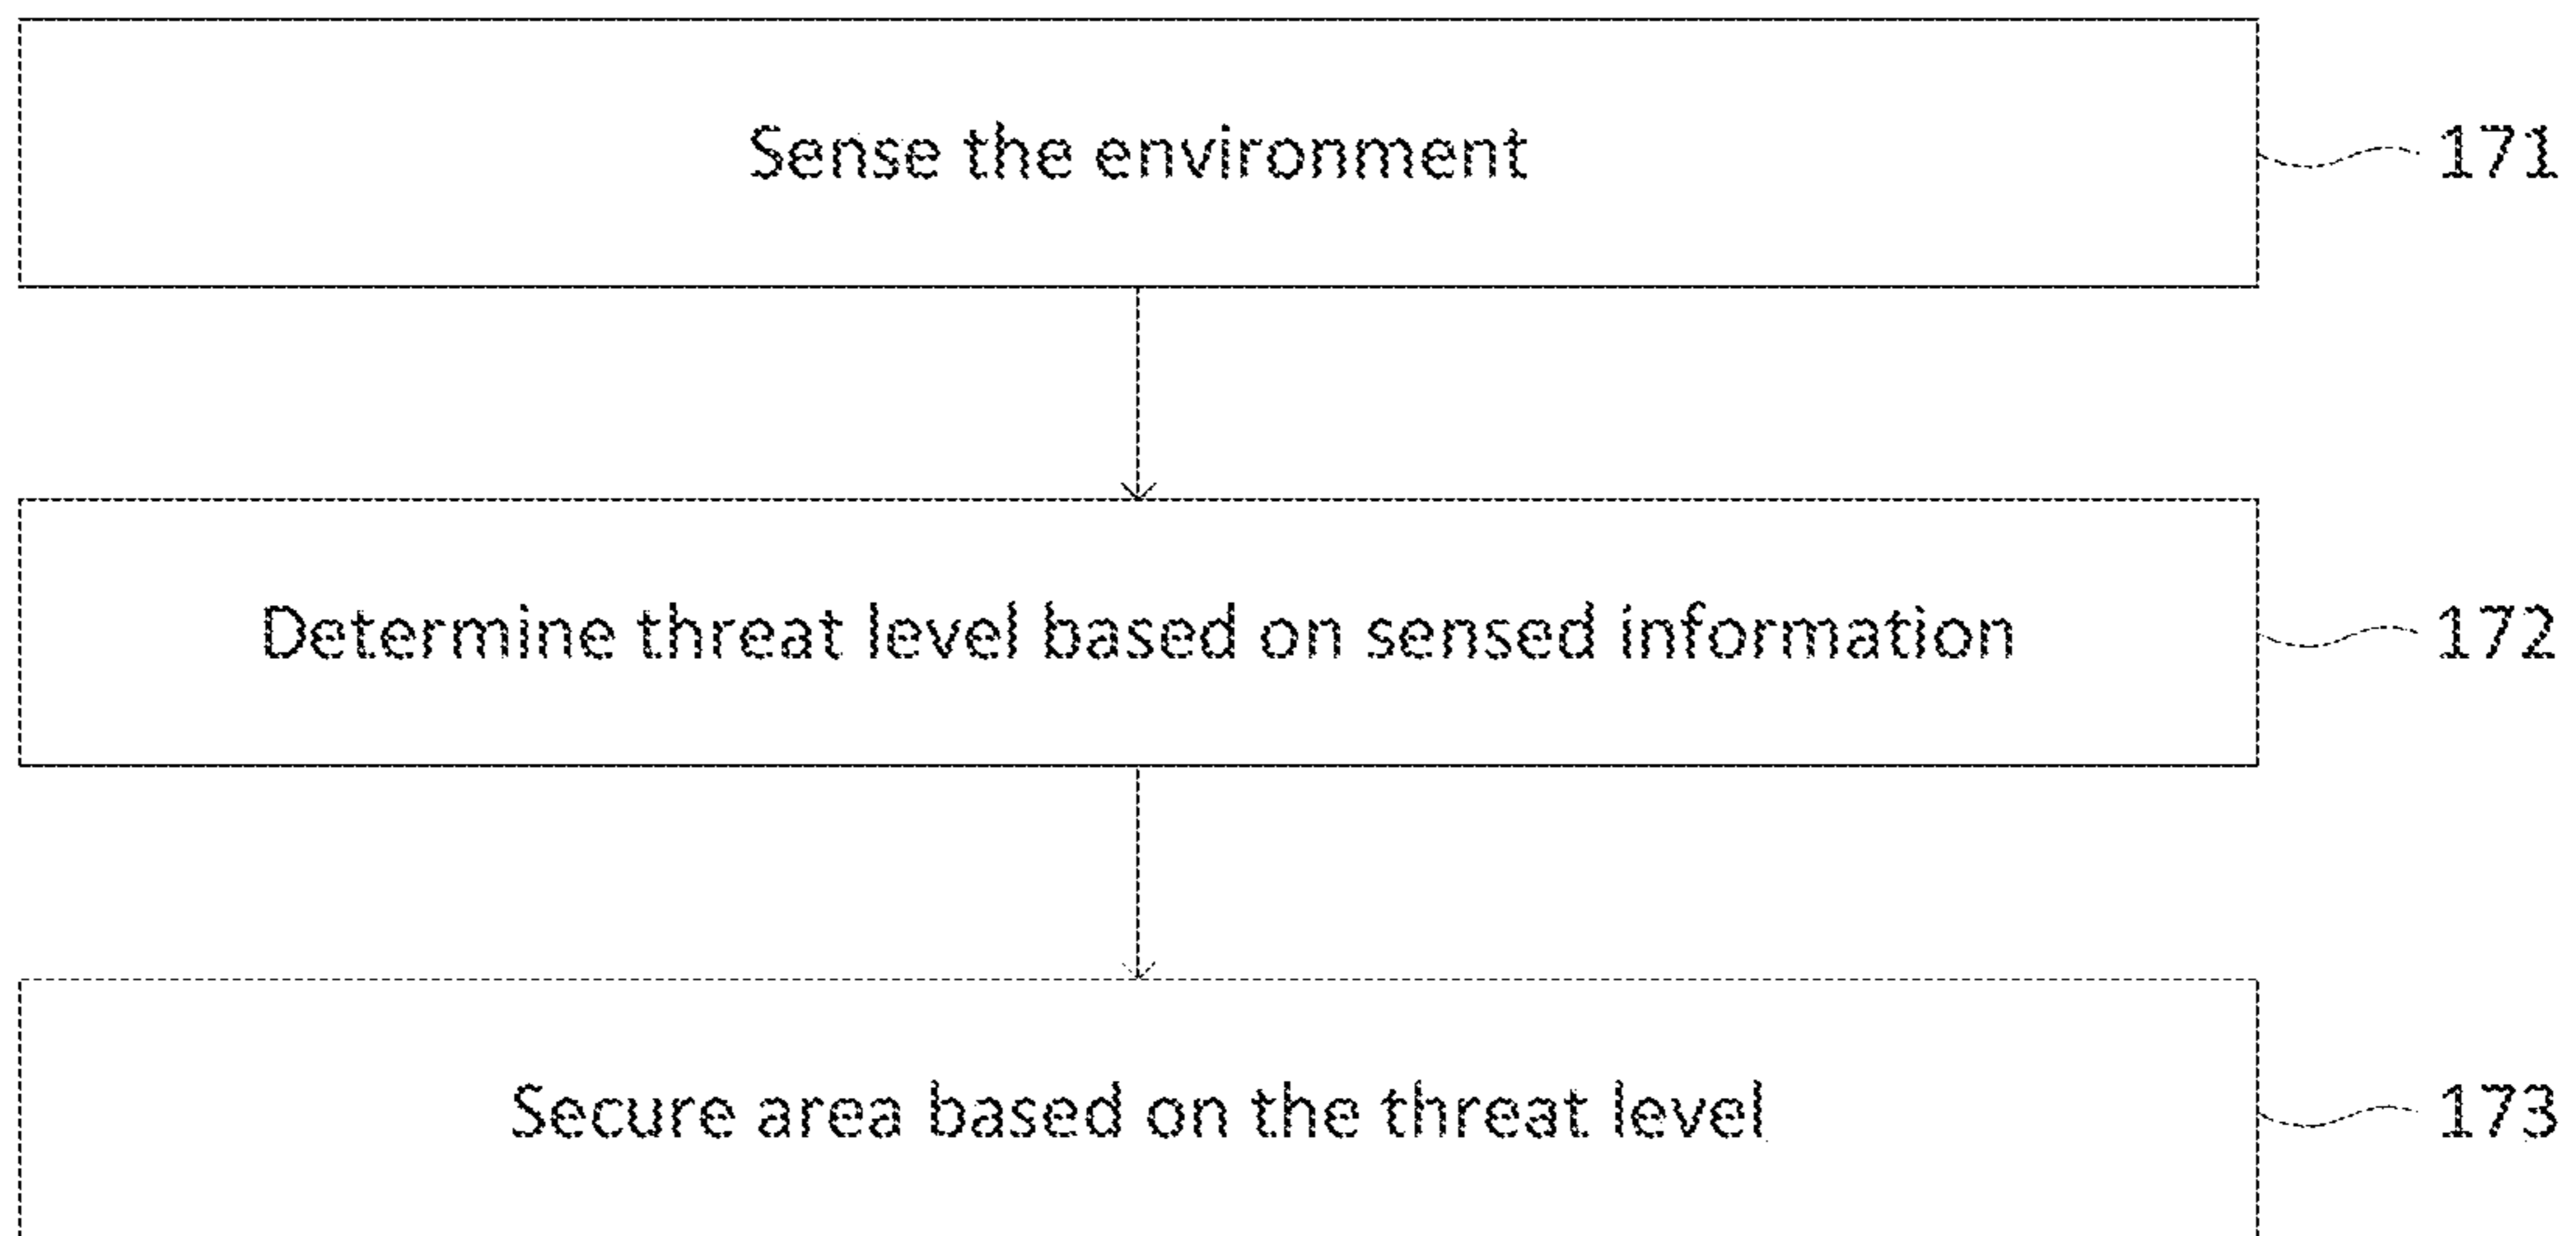 Sense the environment
171
Determine threat level based on sensed information
172
Secure area based on the threat level
173